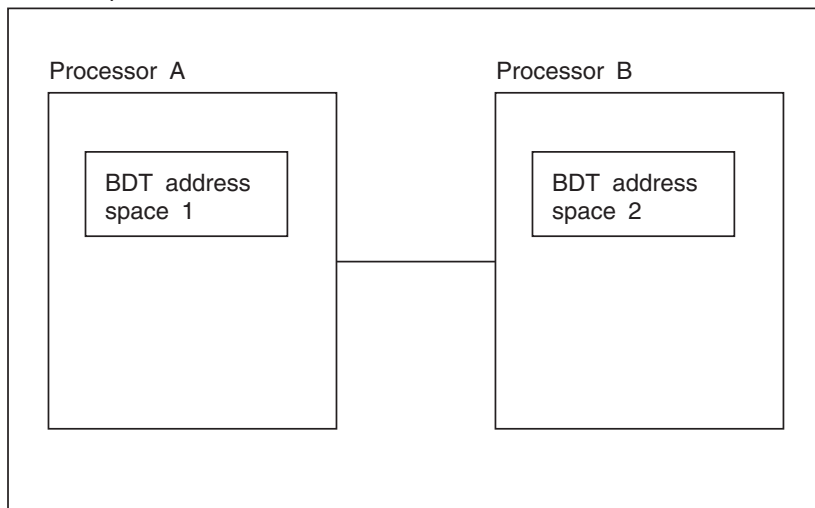 Processor A
Processor B
BDT address
space 1
BDT address
space 2